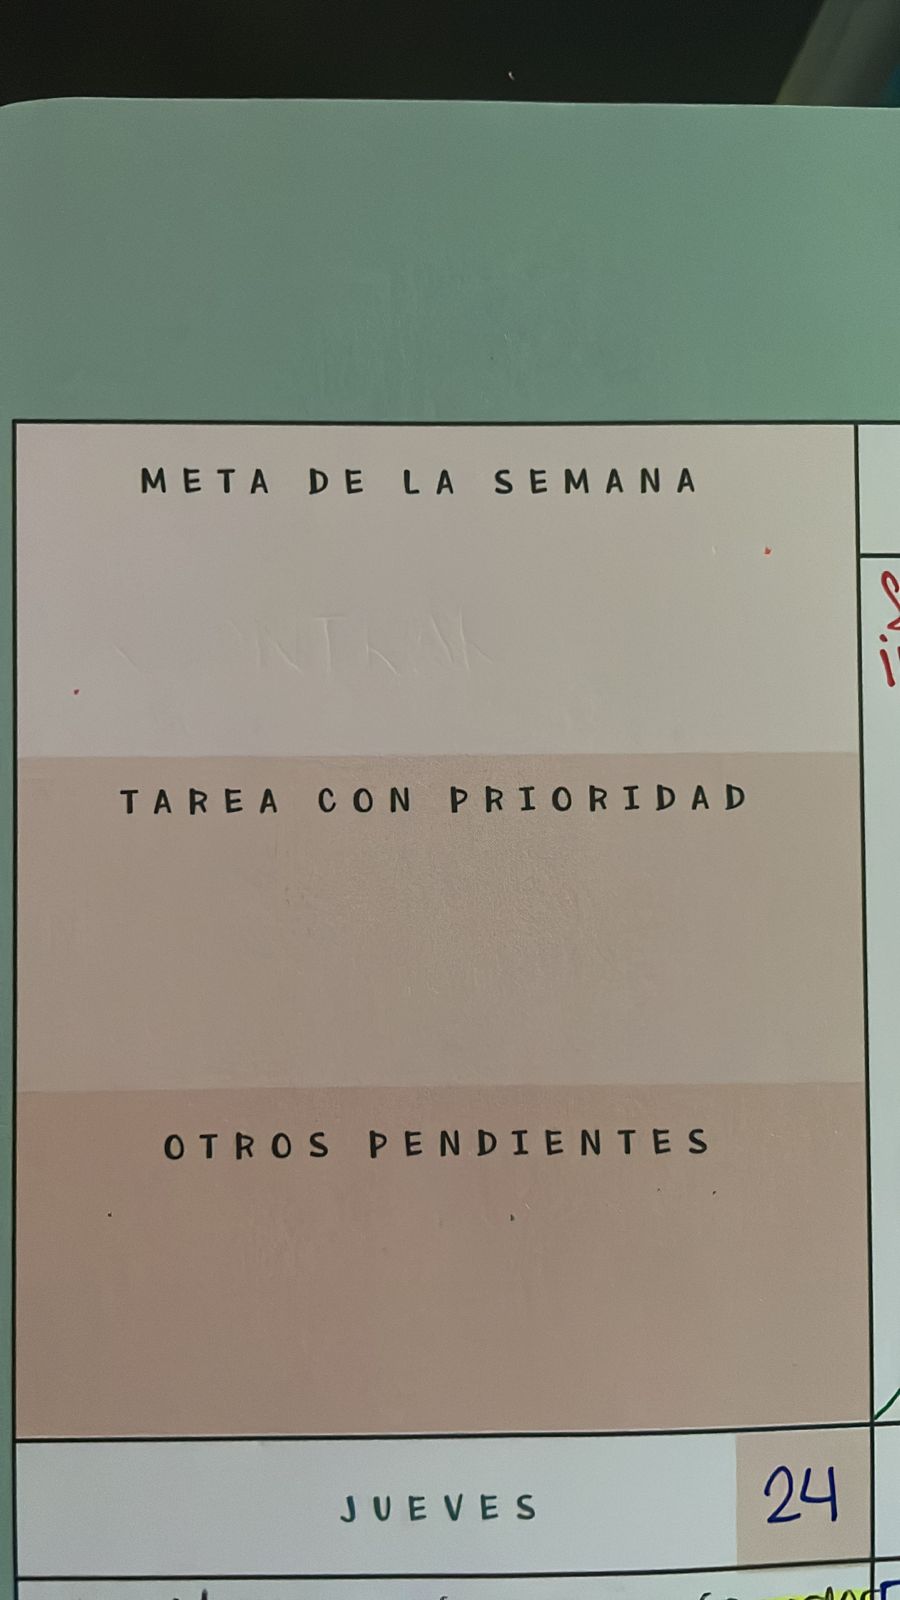 META DE LA SEMANA
TAREA CON PRIORIDAD
OTROS PENDIENTES
JUEVES 24